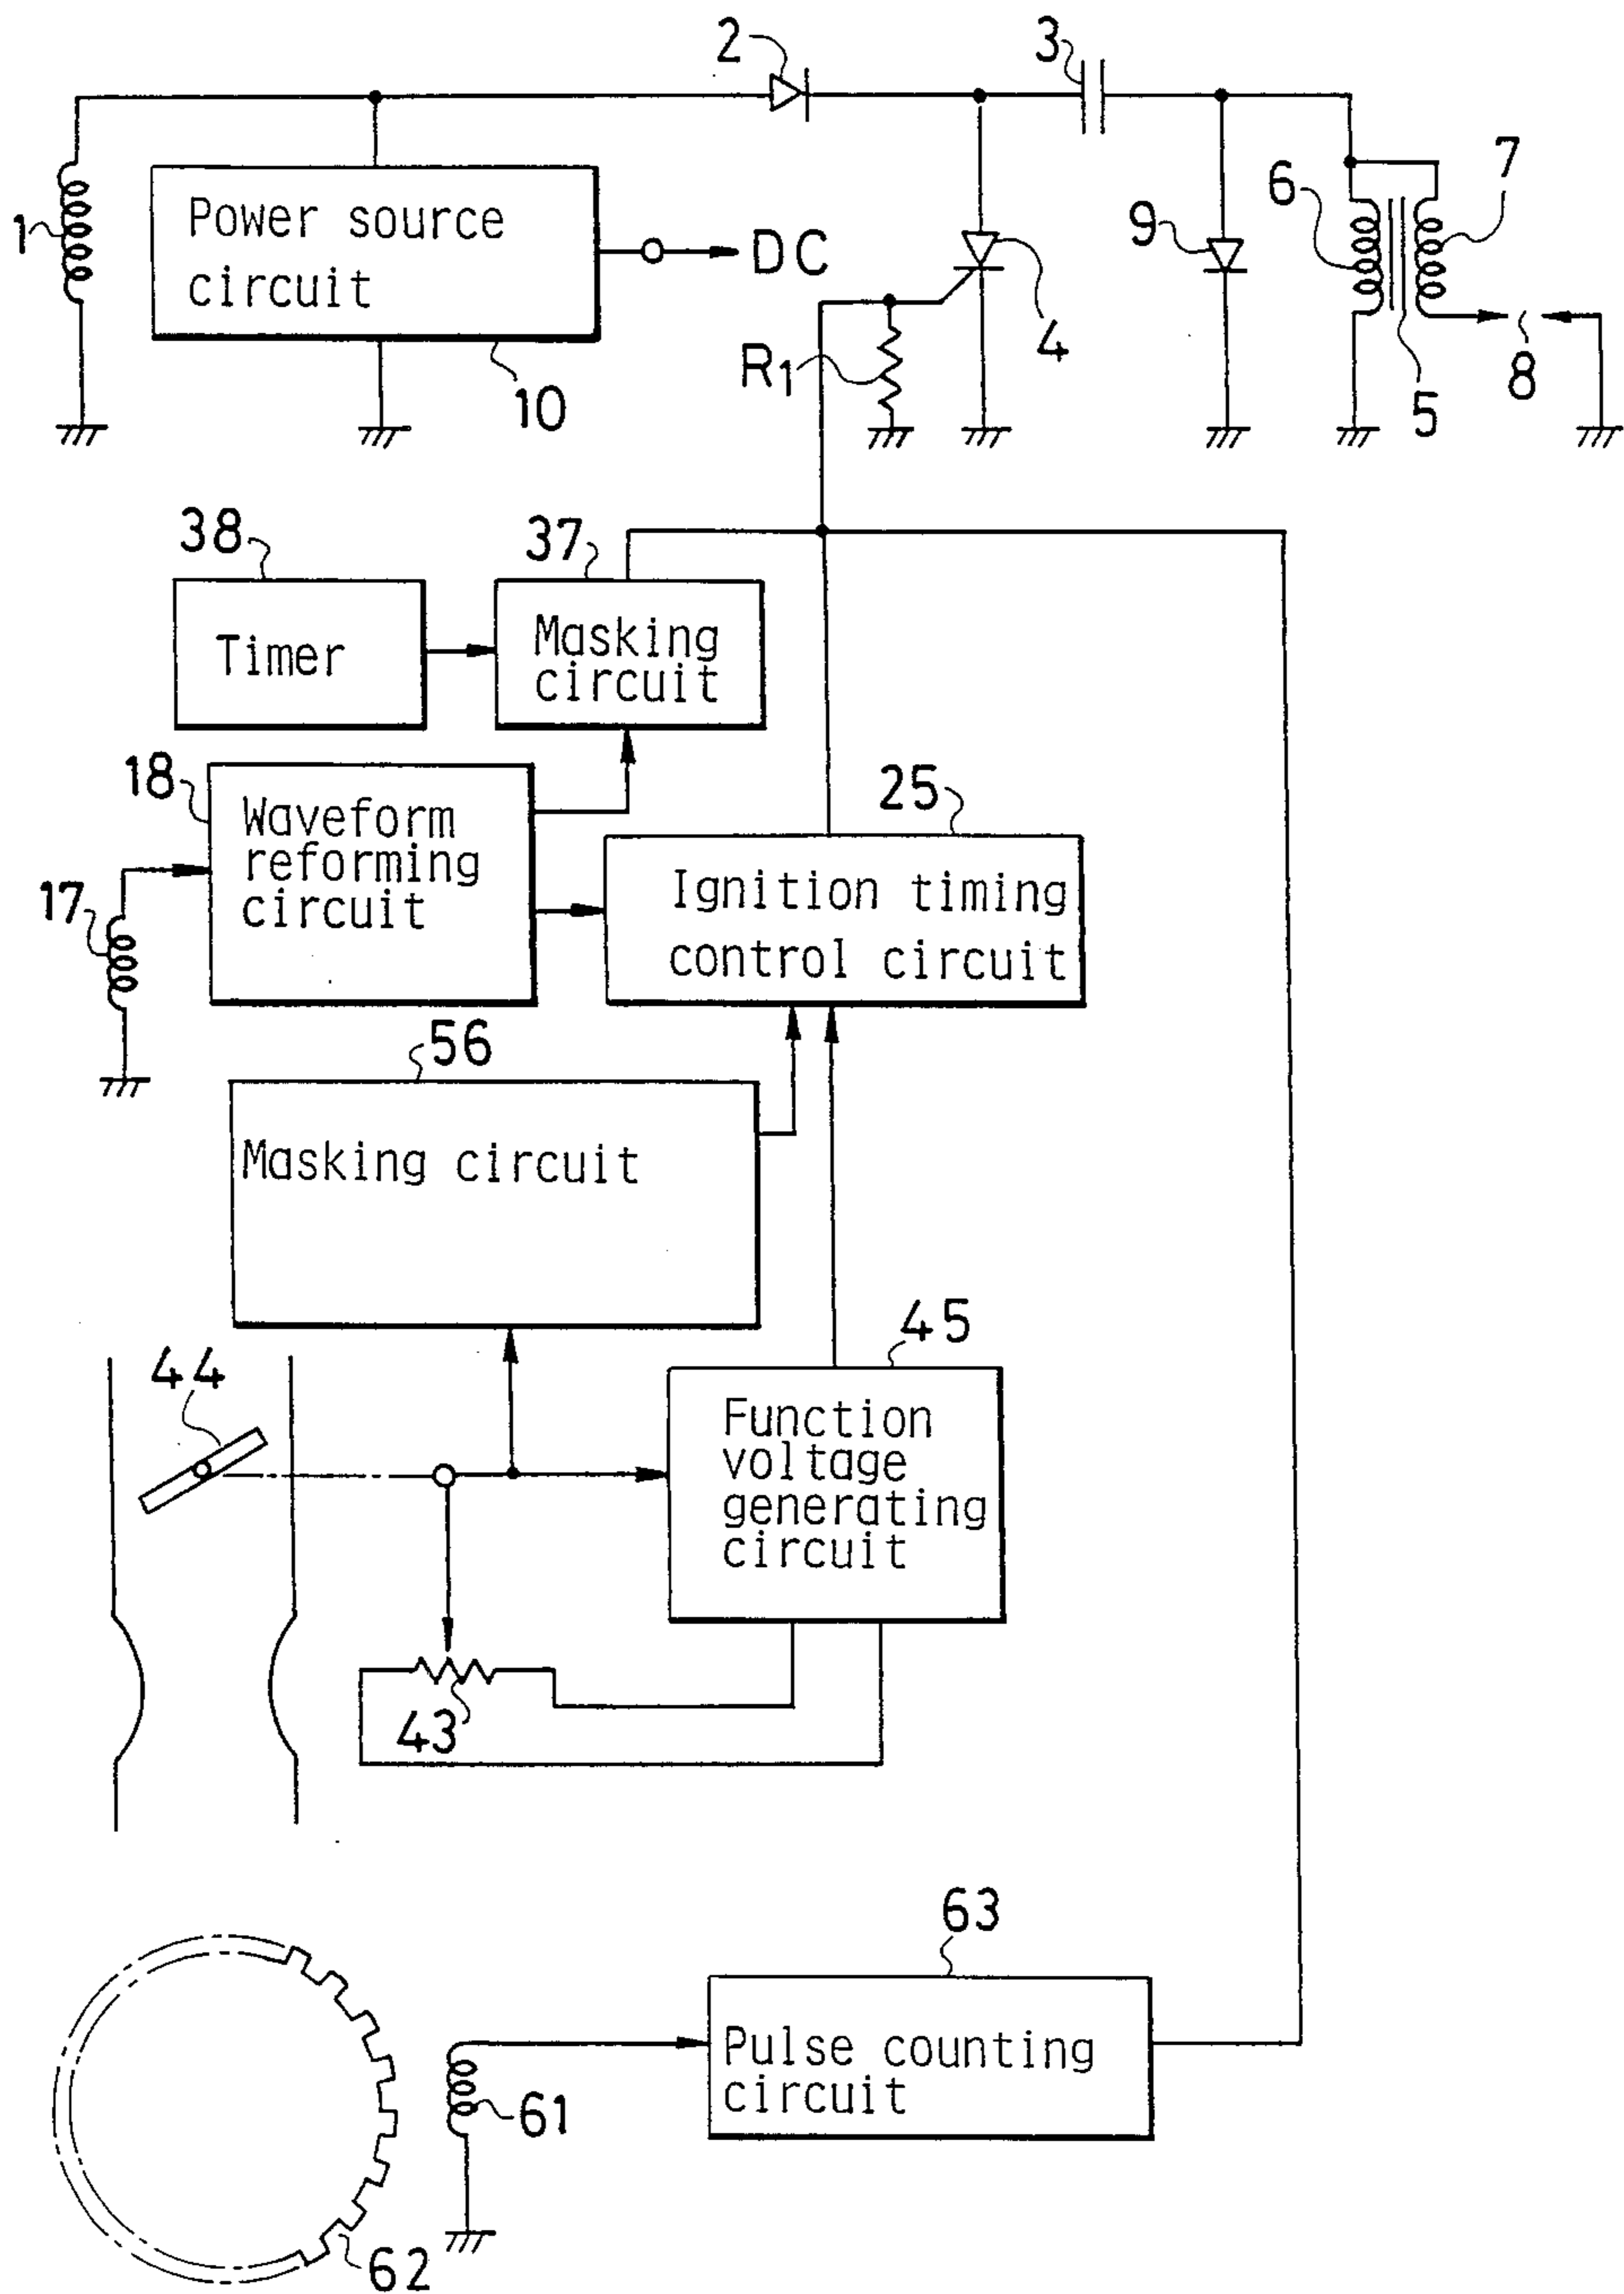 2
3
1
Power source
circuit
DC
10
R1
4
9
6
7
5
8
38
37
Timer
Masking
circuit
18
Waveform
reforming
circuit
17
25
Ignition timing
control circuit
56
Masking circuit
45
44
Function
voltage
generating
circuit
43
63
Pulse counting
circuit
61
62